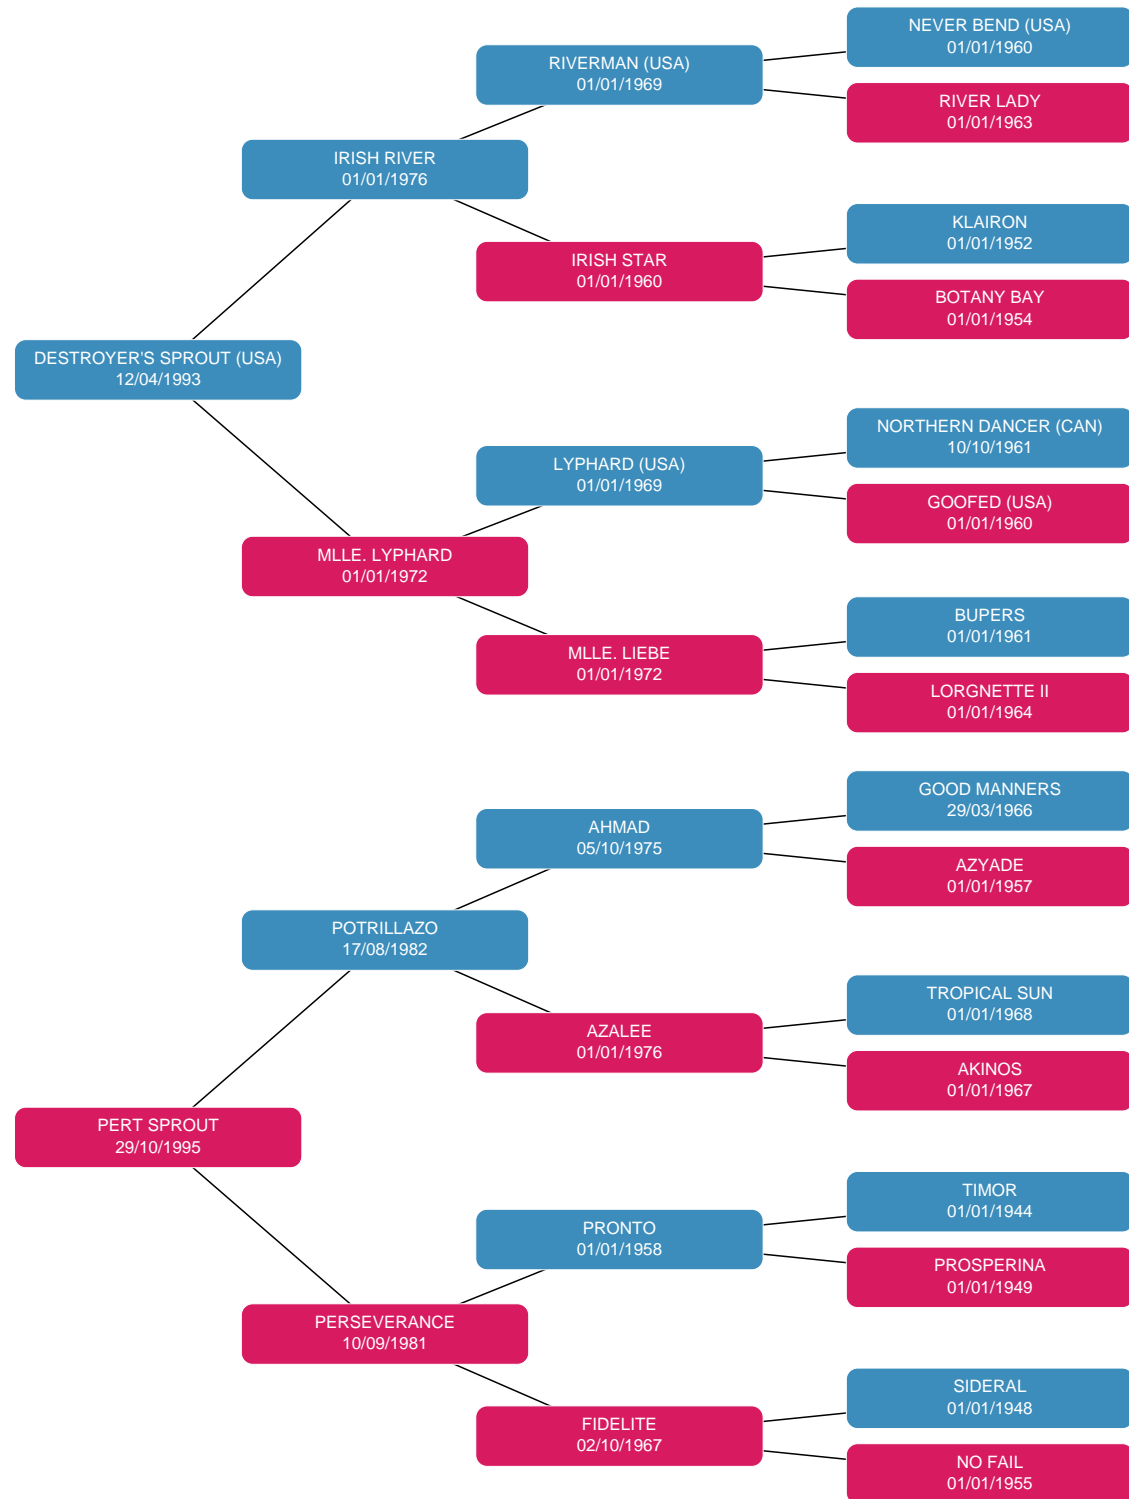 NEVER BEND (USA)
01/01/1960
RIVERMAN (USA)
01/01/1969
RIVER LADY
01/01/1963
IRISH RIVER
01/01/1976
KLAIRON
01/01/1952
IRISH STAR
01/01/1960
BOTANY BAY
01/01/1954
DESTROYER'S SPROUT (USA)
12/04/1993
NORTHERN DANCER (CAN)
10/10/1961
LYPHARD (USA)
01/01/1969
GOOFED (USA)
01/01/1960
MLLE. LYPHARD
01/01/1972
BUPERS
01/01/1961
MLLE. LIEBE
01/01/1972
LORGNETTE II
01/01/1964
GOOD MANNERS
29/03/1966
AHMAD
05/10/1975
AZYADE
01/01/1957
POTRILLAZO
17/08/1982
TROPICAL SUN
01/01/1968
AZALEE
01/01/1976
AKINOS
01/01/1967
PERT SPROUT
29/10/1995
TIMOR
01/01/1944
PRONTO
01/01/1958
PROSPERINA
01/01/1949
PERSEVERANCE
10/09/1981
SIDERAL
01/01/1948
FIDELITE
02/10/1967
NO FAIL
01/01/1955